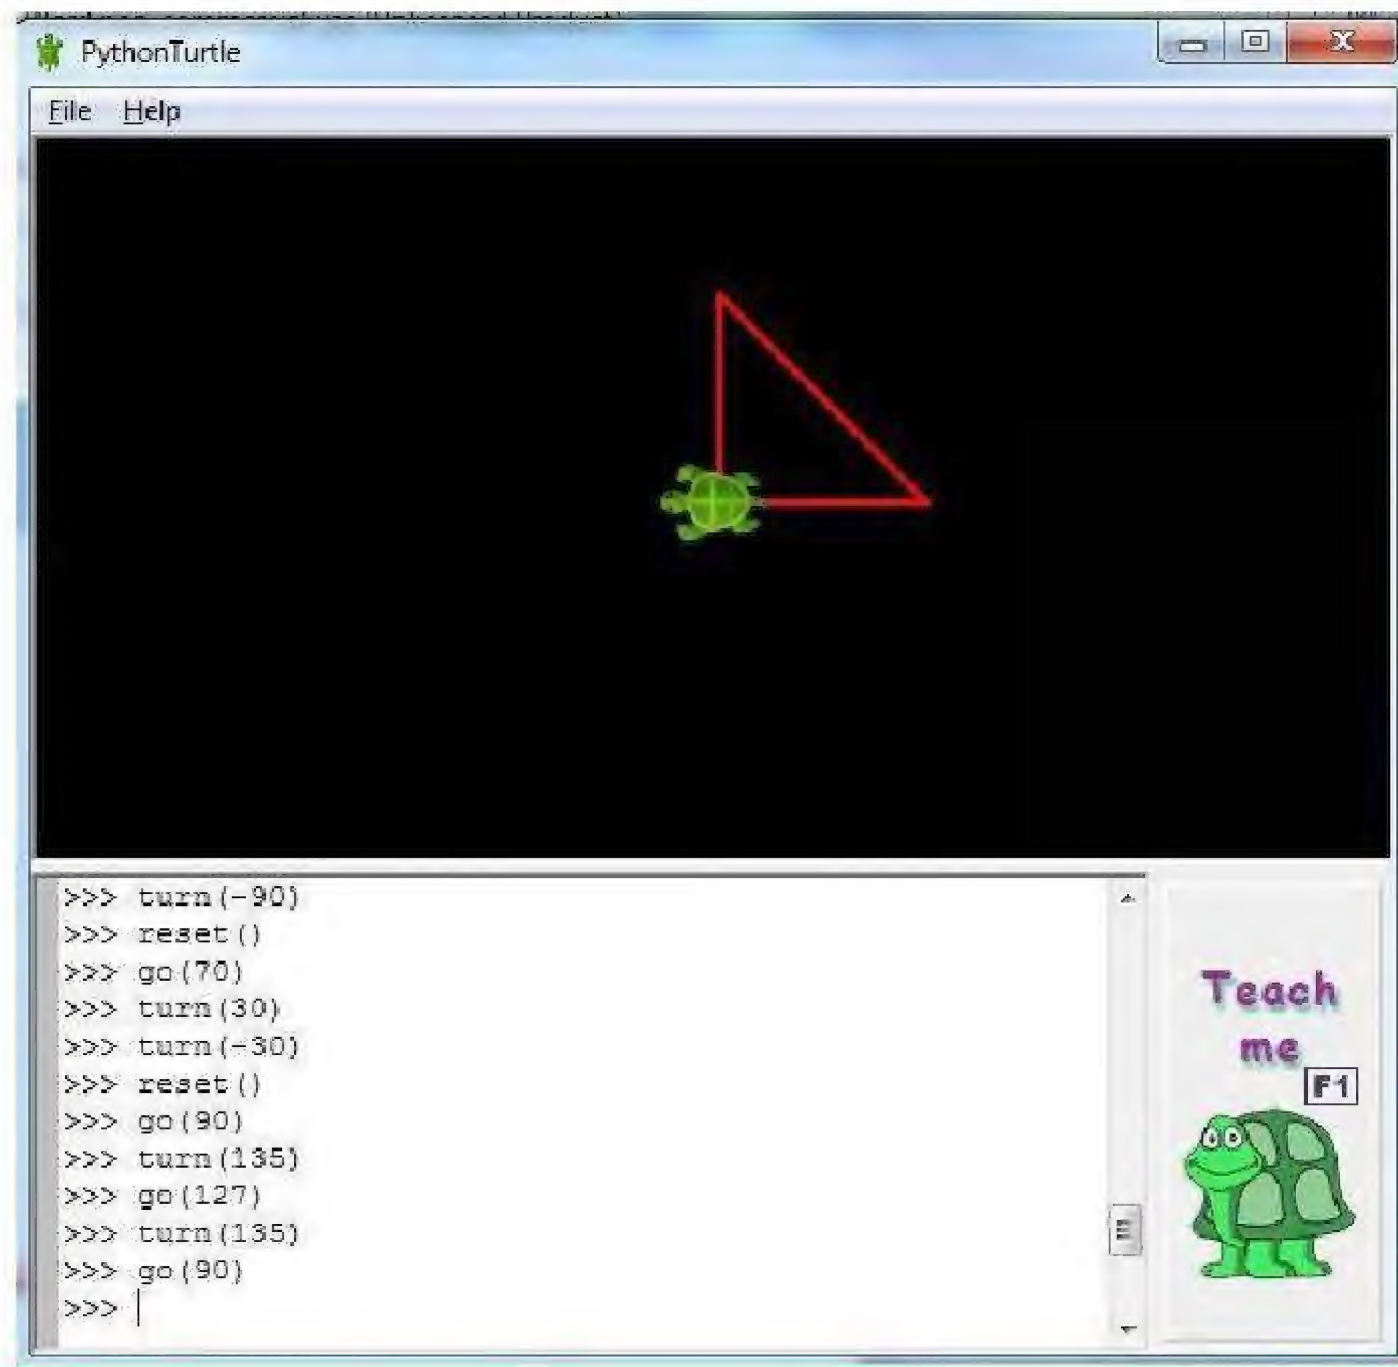 PythonTurtle
File Help
>>> turn(-90)
>>> reset()
>>> go(70)
>>> turn(30)
>>> turn(-30)
>>> reset()
>>> go(90)
>>> turn(135)
>>> go(127)
>>> turn(135)
>>> go(90)
>>>
Teach
me
F1